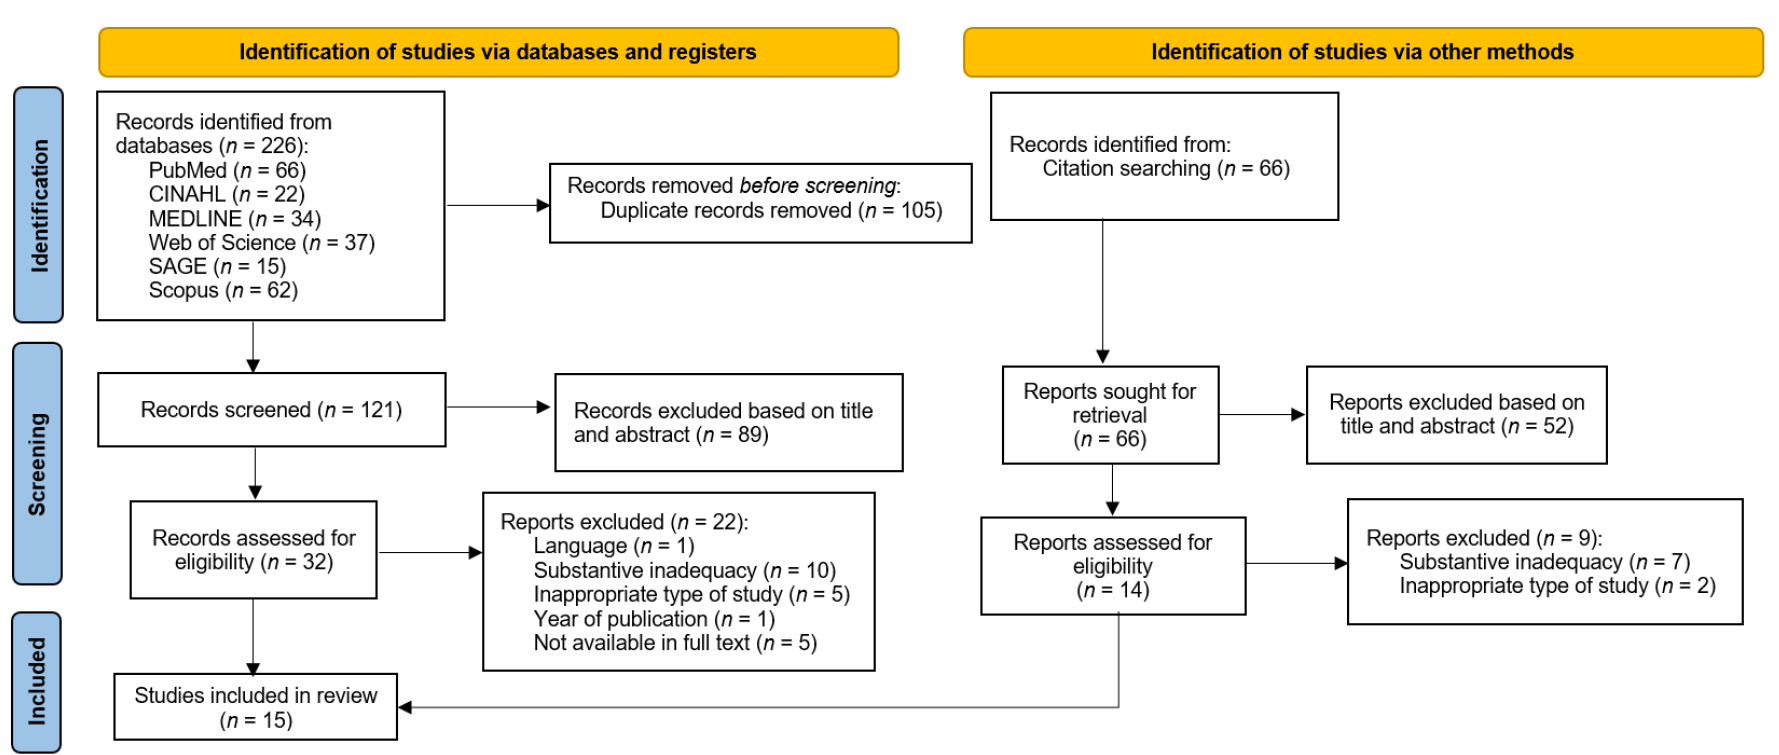 Identification of studies via databases and registers
Identification of studies via other methods
Identification
Records identified from
databases (n = 226):
PubMed (n = 66)
CINAHL (n = 22)
MEDLINE (n = 34)
Web of Science (n = 37)
SAGE (n = 15)
Scopus (n = 62)
Records removed before screening:
Duplicate records removed (n = 105)
Records identified from:
Citation searching (n = 66)
Screening
Records screened (n = 121)
Records excluded based on title
and abstract (n = 89)
Reports sought for
retrieval
(n = 66)
Reports excluded based on
title and abstract (n = 52)
Records assessed for
eligibility (n = 32)
Reports excluded (n = 22):
Language (n = 1)
Substantive inadequacy (n = 10)
Inappropriate type of study (n = 5)
Year of publication (n = 1)
Not available in full text (n = 5)
Reports assessed for
eligibility
(n = 14)
Reports excluded (n = 9):
Substantive inadequacy (n = 7)
Inappropriate type of study (n = 2)
Included
Studies included in review
(n = 15)